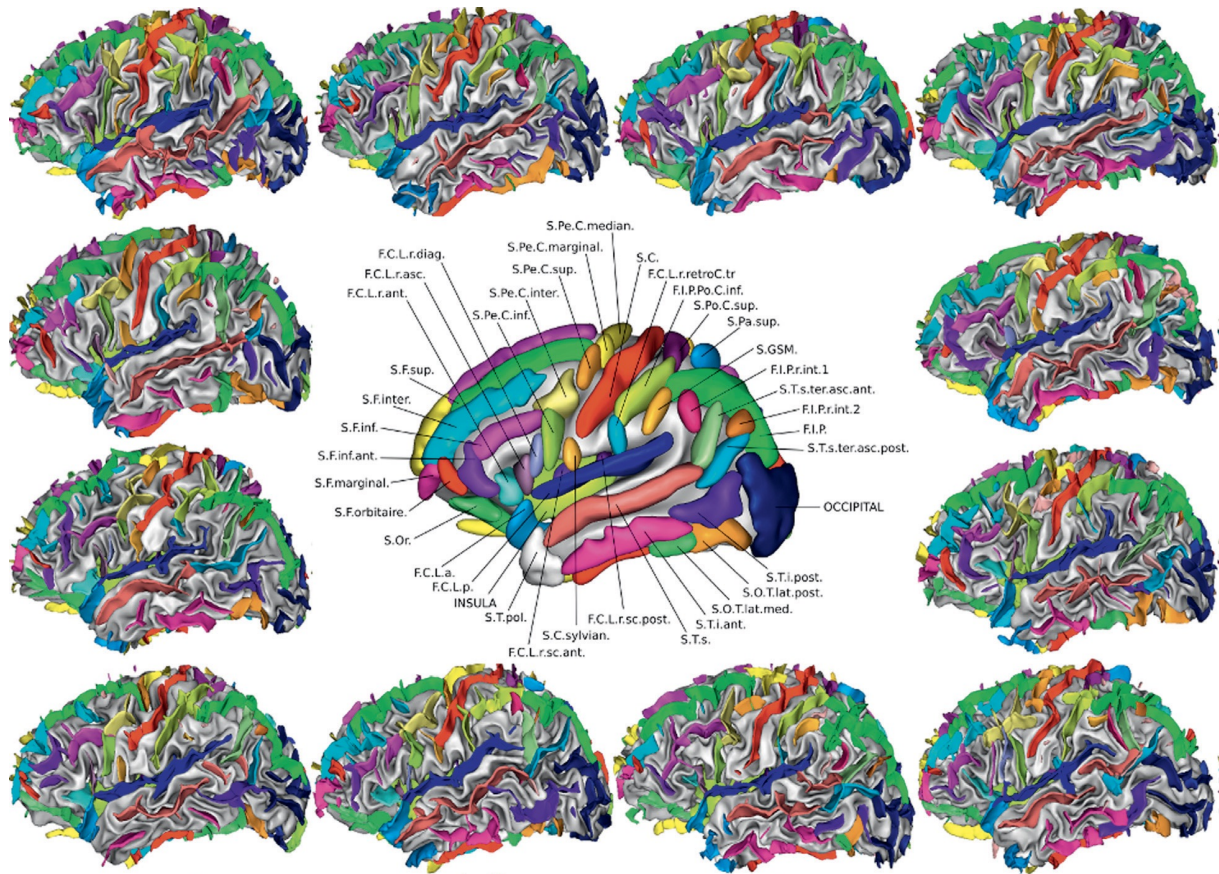 S.Pe.C.median.
S.Pe.C.marginal.
S.C.
F.C.L.r.diag.
S.Pe.C.sup.
F.C.L.r.retroC.tr
F.C.L.r.asc.
F.I.P.Po.C.inf.
F.C.L.r.ant.
S.Pe.C.inter.
S.Po.C.sup.
S.Pe.C.inf.
S.Pa.sup.
S.GSM.
S.F.sup.
F.I.P.r.int.1
S.F.inter.
S.T.s.ter.asc.ant.
S.F.inf.
F.I.P.r.int.2
F.I.P.
S.F.inf.ant.
S.T.s.ter.asc.post.
S.F.marginal.
S.F.orbitaire.
OCCIPITAL
S.Or.
F.C.L.a.
S.T.i.post.
F.C.L.p.
S.O.T.lat.post.
INSULA
S.O.T.lat.med.
S.T.pol.
F.C.L.r.sc.post.
S.T.i.ant.
S.C.sylvian.
S.T.s.
F.C.L.r.sc.ant.